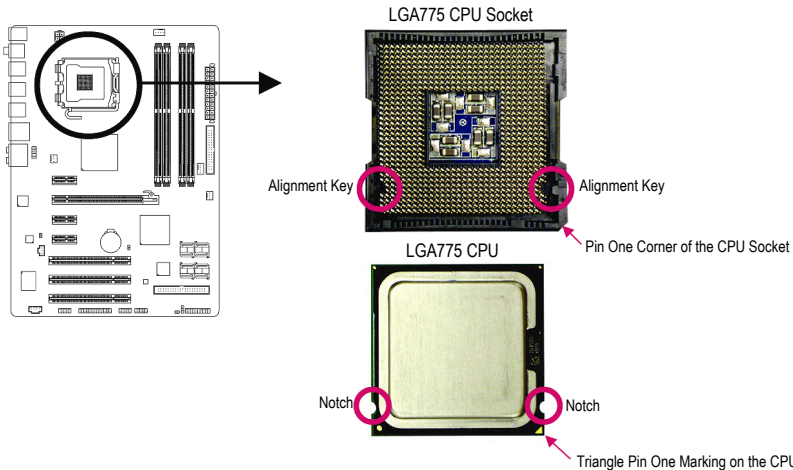 LGA775 CPU Socket
Alignment Key
Alignment Key
Pin One Corner of the CPU Socket
LGA775 CPU
Notch
Notch
Triangle Pin One Marking on the CPU